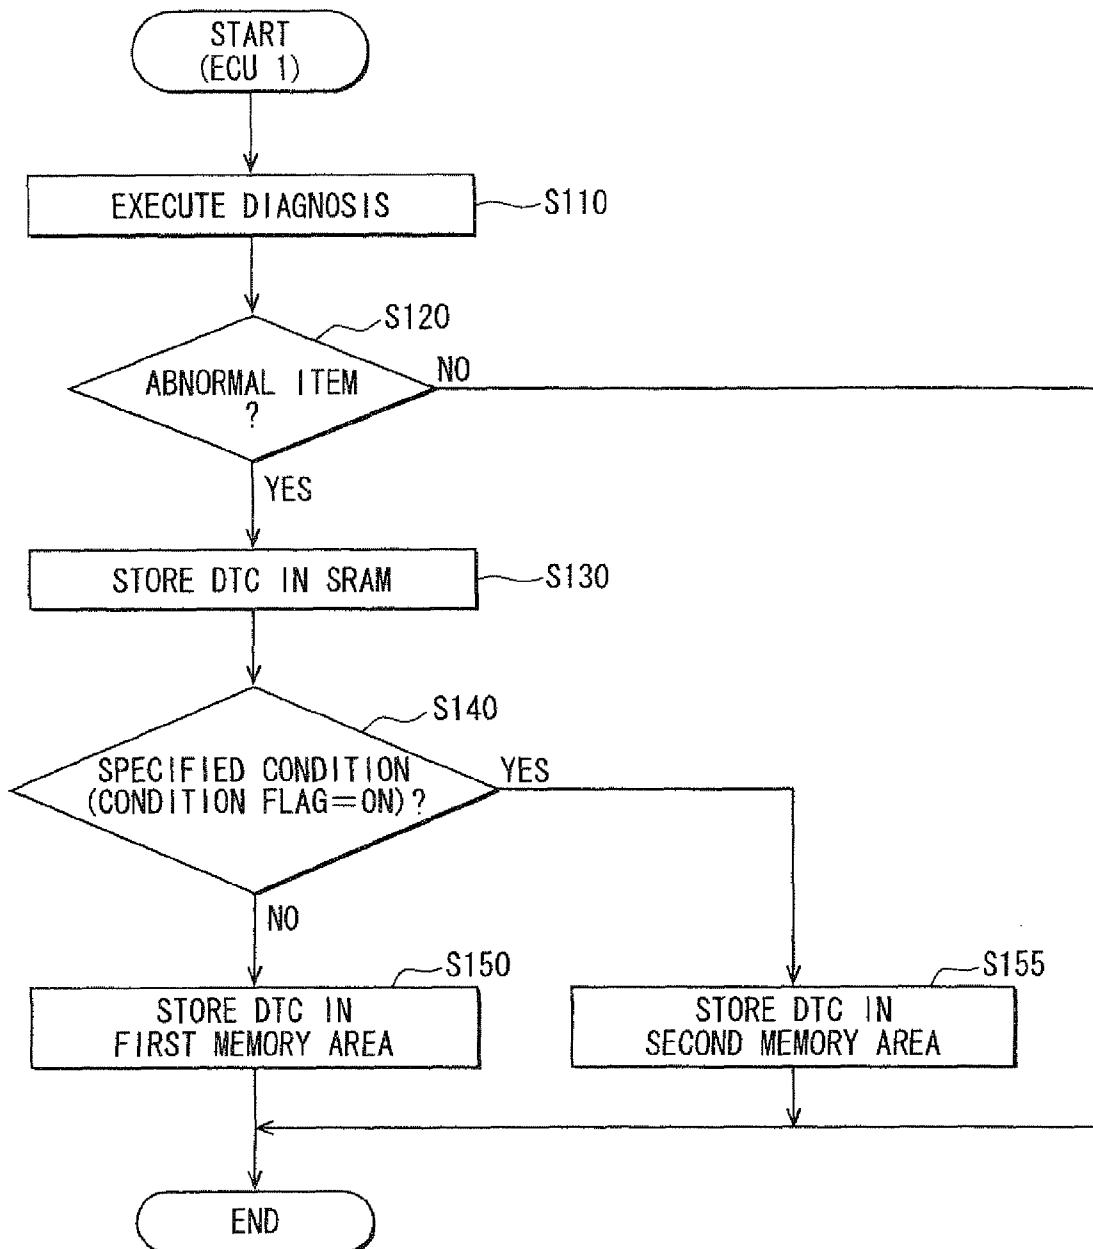 START
(ECU 1)
EXECUTE DIAGNOSIS
S110
S120
ABNORMAL ITEM
?
NO
YES
STORE DTC IN SRAM
S130
S140
SPECIFIED CONDITION
(CONDITION FLAG=ON)?
YES
NO
S150
STORE DTC IN
FIRST MEMORY AREA
S155
STORE DTC IN
SECOND MEMORY AREA
END